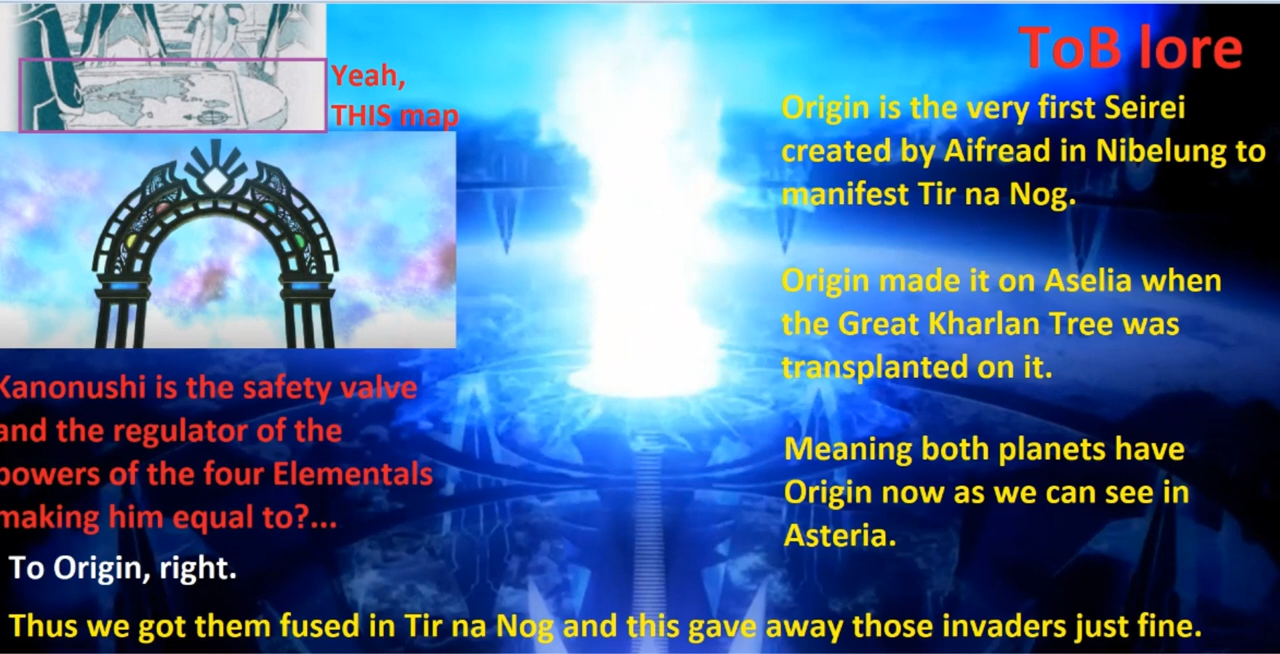 Yeah,
THIS map
ToB lore
Origin is the very first Seirei
created by Aifread in Nibelung to
manifest Tir na Nog.
Origin made it on Aselia when
the Great Kharlan Tree was
transplanted on it.
Meaning both planets have
Origin now as we can see in
Asteria.
Kanonushi is the safety valve
and the regulator of the
powers of the four Elementals
making him equal to?...
To Origin, right.
Thus we got them fused in Tir na Nog and this gave away those invaders just fine.